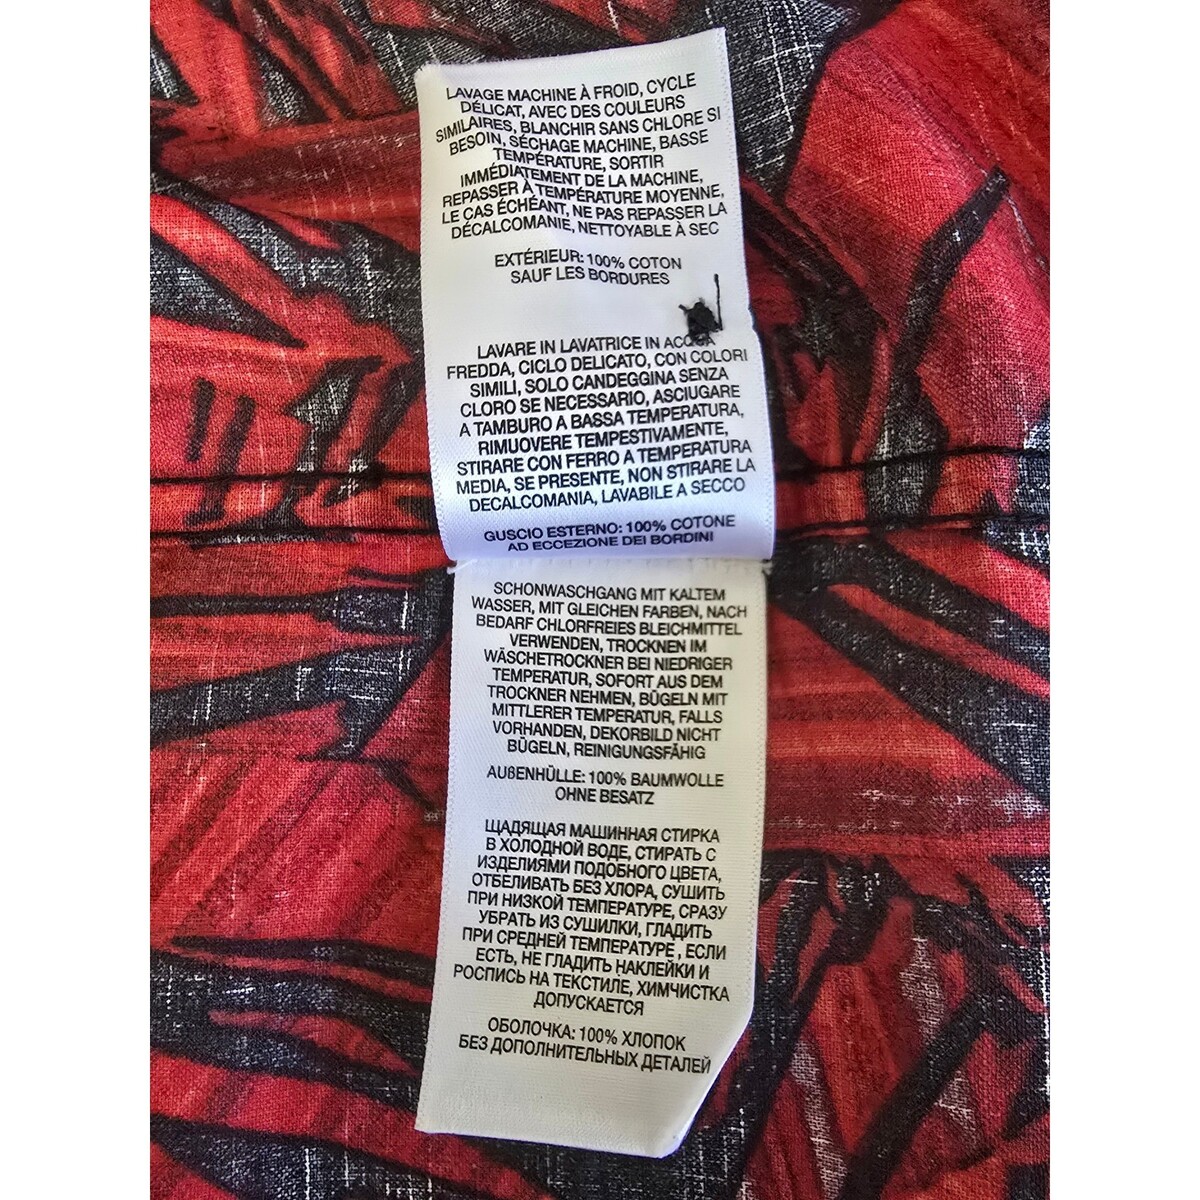 LAVAGE MACHINE À FROID, CYCLE
DÉLICAT, AVEC DES COULEURS
SIMILAIRES, BLANCHIR SANS CHLORE SI
BESOIN, SÉCHAGE MACHINE, BASSE
TEMPÉRATURE, SORTIR
IMMÉDIATEMENT DE LA MACHINE,
REPASSER À TEMPÉRATURE MOYENNE,
LE CAS ÉCHÉANT, NE PAS REPASSER LA
DÉCALCOMANIE, NETTOYABLE À SEC
EXTÉRIEUR: 100% COTON
SAUF LES BORDURES
LAVARE IN LAVATRICE IN ACQUA
FREDDA, CICLO DELICATO, CON COLORI
SIMILI, SOLO CANDEGGINA SENZA
CLORO SE NECESSARIO, ASCIUGARE
A TAMBURO A BASSA TEMPERATURA,
RIMUOVERE TEMPESTIVAMENTE,
STIRARE CON FERRO A TEMPERATURA
MEDIA, SE PRESENTE, NON STIRARE LA
DECALCOMANIA, LAVABILE A SECCO
GUSCIO ESTERNO: 100% COTONE
AD ECCEZIONE DEI BORDINI
SCHONWASCHGANG MIT KALTEM
WASSER, MIT GLEICHEN FARBEN, NACH
BEDARF CHLORFREIES BLEICHMITTEL
VERWENDEN, TROCKNEN IM
WÄSCHETROCKNER BEI NIEDRIGER
TEMPERATUR, SOFORT AUS DEM
TROCKNER NEHMEN, BÜGELN MIT
MITTLERER TEMPERATUR, FALLS
VORHANDEN, DEKORBILD NICHT
BÜGELN, REINIGUNGSFÄHIG
AUßENHÜLLE: 100% BAUMWOLLE
OHNE BESATZ
ЩАДЯЩАЯ МАШИННАЯ СТИРКА
В ХОЛОДНОЙ ВОДЕ, СТИРАТЬ С
ИЗДЕЛИЯМИ ПОДОБНОГО ЦВЕТА,
ОТБЕЛИВАТЬ БЕЗ ХЛОРА, СУШИТЬ
ПРИ НИЗКОЙ ТЕМПЕРАТУРЕ, СРАЗУ
УБРАТЬ ИЗ СУШИЛКИ, ГЛАДИТЬ
ПРИ СРЕДНЕЙ ТЕМПЕРАТУРЕ , ЕСЛИ
ЕСТЬ, НЕ ГЛАДИТЬ НАКЛЕЙКИ И
РОСПИСЬ НА ТЕКСТИЛЕ, ХИМЧИСТКА
ДОПУСКАЕТСЯ
ОБОЛОЧКА: 100% ХЛОПОК
БЕЗ ДОПОЛНИТЕЛЬНЫХ ДЕТАЛЕЙ